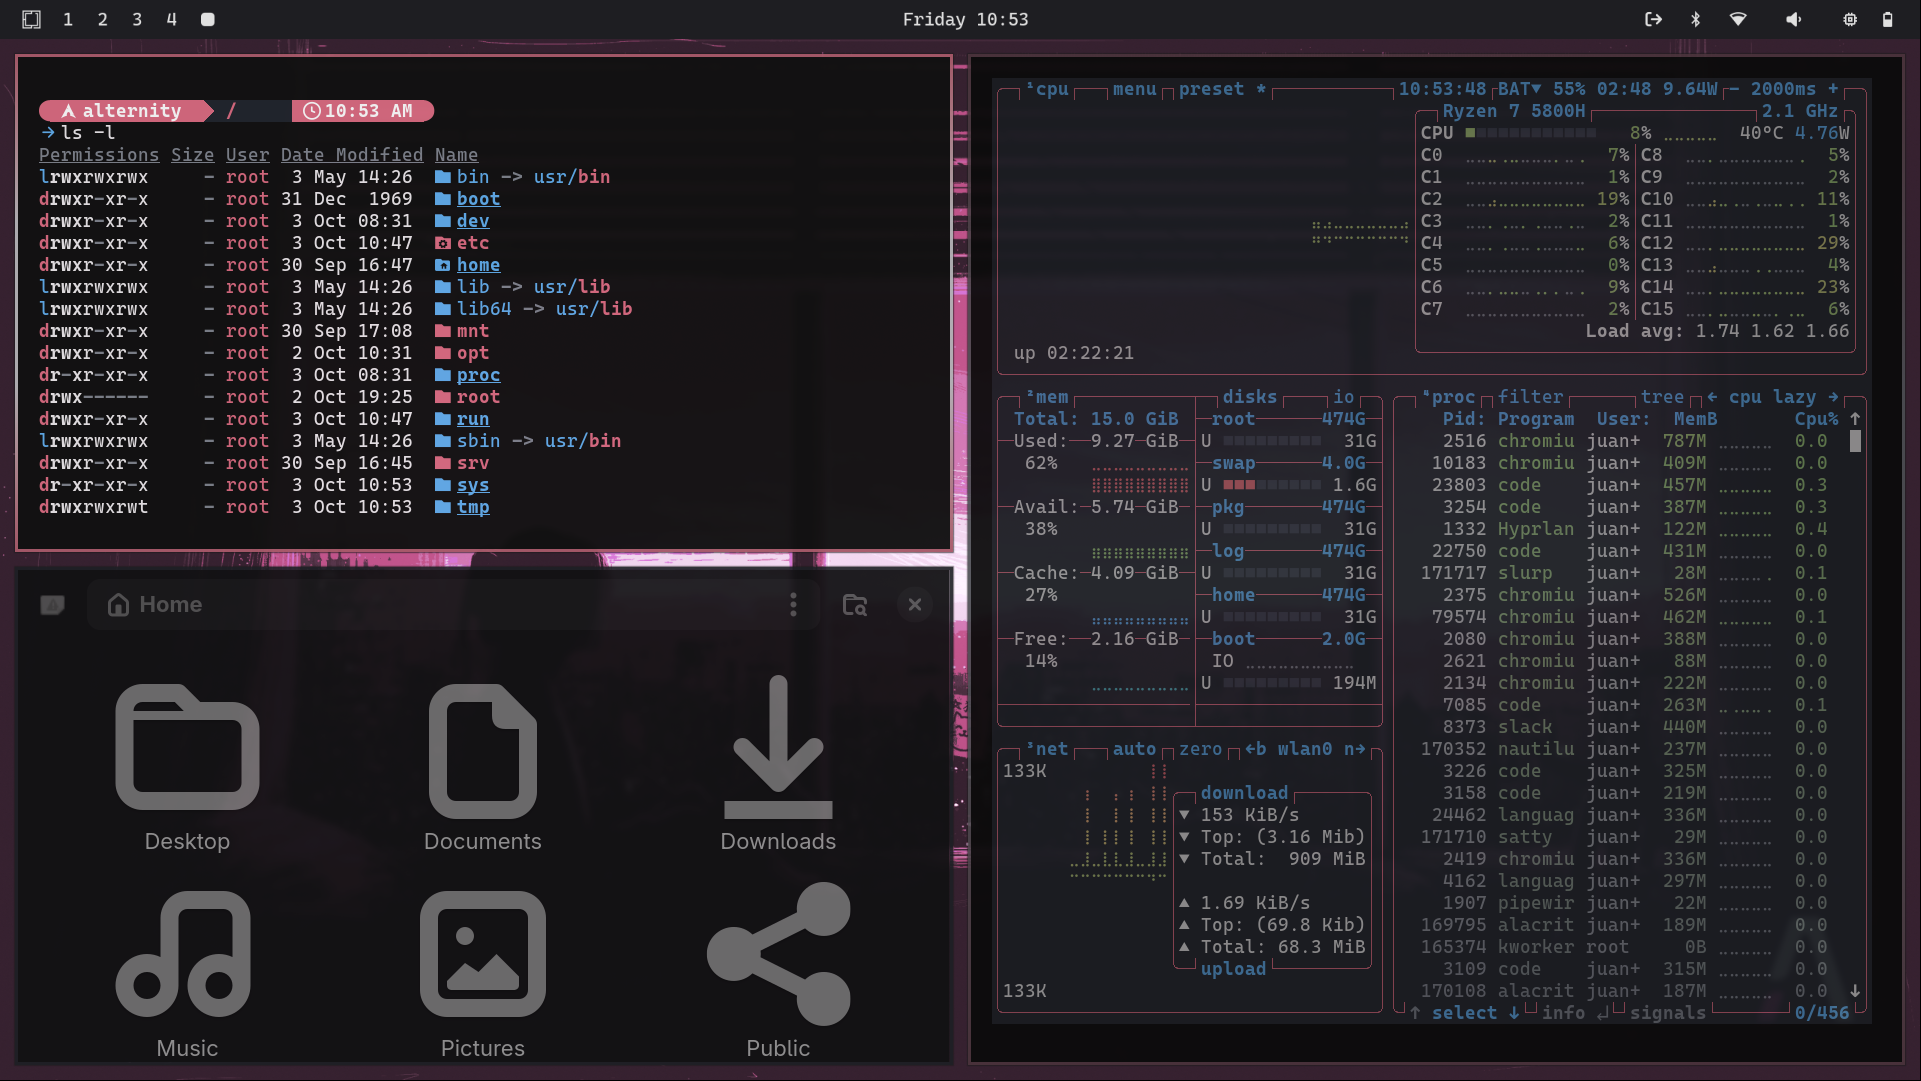 1 2 3 4
Friday 10:53
alternity / 10:53 AM
ls -l
Permissions Size User Date Modified Name
lrwxrwxrwx - root 3 May 14:26 bin -> usr/bin
drwxr-xr-x - root 31 Dec 1969 boot
drwxr-xr-x - root 3 Oct 08:31 dev
drwxr-xr-x - root 3 Oct 10:47 etc
drwxr-xr-x - root 30 Sep 16:47 home
lrwxrwxrwx - root 3 May 14:26 lib -> usr/lib
lrwxrwxrwx - root 3 May 14:26 lib64 -> usr/lib
drwxr-xr-x - root 30 Sep 17:08 mnt
drwxr-xr-x - root 2 Oct 10:31 opt
dr-xr-xr-x - root 3 Oct 08:31 proc
drwx------ - root 2 Oct 19:25 root
drwxr-xr-x - root 3 Oct 10:47 run
lrwxrwxrwx - root 3 May 14:26 sbin -> usr/bin
drwxr-xr-x - root 30 Sep 16:45 srv
dr-xr-xr-x - root 3 Oct 10:53 sys
drwxrwxrwt - root 3 Oct 10:53 tmp
Home
Desktop Documents Downloads
Music Pictures Public
¹cpu menu preset * 10:53:48 BAT▼ 55% 02:48 9.64W - 2000ms +
Ryzen 7 5800H 2.1 GHz
CPU 8% 40°C 4.76W
C0 7% C8 5%
C1 1% C9 2%
C2 19% C10 11%
C3 2% C11 1%
C4 6% C12 29%
C5 0% C13 4%
C6 9% C14 23%
C7 2% C15 6%
Load avg: 1.74 1.62 1.66
up 02:22:21
²mem
Total: 15.0 GiB
Used: 9.27 GiB
62%
Avail: 5.74 GiB
38%
Cache: 4.09 GiB
27%
Free: 2.16 GiB
14%
disks io
root 474G
U 31G
swap 4.0G
U 1.6G
pkg 474G
U 31G
log 474G
U 31G
home 474G
U 31G
boot 2.0G
IO
U 194M
³net auto zero ←b wlan0 n→
133K
download
▼ 153 KiB/s
▼ Top: (3.16 Mib)
▼ Total: 909 MiB
▲ 1.69 KiB/s
▲ Top: (69.8 Kib)
▲ Total: 68.3 MiB
upload
133K
⁴proc filter tree ← cpu lazy →
Pid: Program User: MemB Cpu% ↑
2516 chromiu juan+ 787M 0.0
10183 chromiu juan+ 409M 0.0
23803 code juan+ 457M 0.3
3254 code juan+ 387M 0.3
1332 Hyprlan juan+ 122M 0.4
22750 code juan+ 431M 0.0
171717 slurp juan+ 28M 0.1
2375 chromiu juan+ 526M 0.0
79574 chromiu juan+ 462M 0.1
2080 chromiu juan+ 388M 0.0
2621 chromiu juan+ 88M 0.0
2134 chromiu juan+ 222M 0.0
7085 code juan+ 263M 0.1
8373 slack juan+ 440M 0.0
170352 nautilu juan+ 237M 0.0
3226 code juan+ 325M 0.0
3158 code juan+ 219M 0.0
24462 languag juan+ 336M 0.0
171710 satty juan+ 29M 0.0
2419 chromiu juan+ 336M 0.0
4162 languag juan+ 297M 0.0
1907 pipewir juan+ 22M 0.0
169795 alacrit juan+ 189M 0.0
165374 kworker root 0B 0.0
3109 code juan+ 315M 0.0
170108 alacrit juan+ 187M 0.0 ↓
↑ select ↓ info ↲ signals 0/456